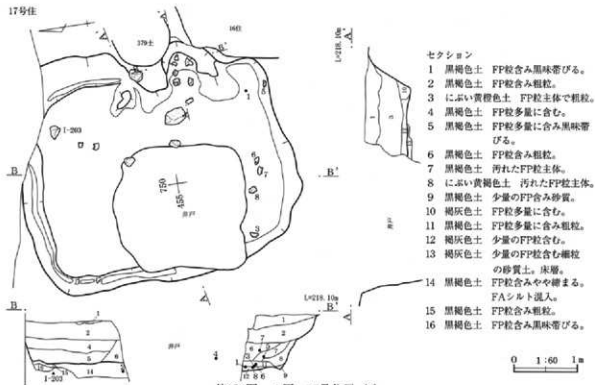 17号住
16住
379土
I-203
B
B'
750
455
井戸
L=218.10m
A
A'
セクション
1 黒褐色土 FP粒含み黒味帯びる。
2 黒褐色土 FP粒含み粗粒。
3 にぶい黄橙色土 FP粒主体で粗粒。
4 黒褐色土 FP粒多量に含む。
5 黒褐色土 FP粒多量に含み黒味帯
びる。
6 黒褐色土 FP粒含み粗粒。
7 黒褐色土 汚れたFP粒主体。
8 にぶい黄褐色土 汚れたFP粒主体。
9 黒褐色土 少量のFP粒含み砂質。
10 褐灰色土 FP粒多量に含む。
11 黒褐色土 FP粒多量に含み粗粒。
12 褐灰色土 少量のFP粒含む。
13 褐灰色土 少量のFP粒含む細粒
の砂質土。床層。
14 黒褐色土 FP粒含みやや締まる。
FAシルト混入。
15 黒褐色土 FP粒含み粗粒。
16 黒褐色土 FP粒含み黒味帯びる。
B
B'
L=218.10m
井戸
I-203
0 1:60 1m